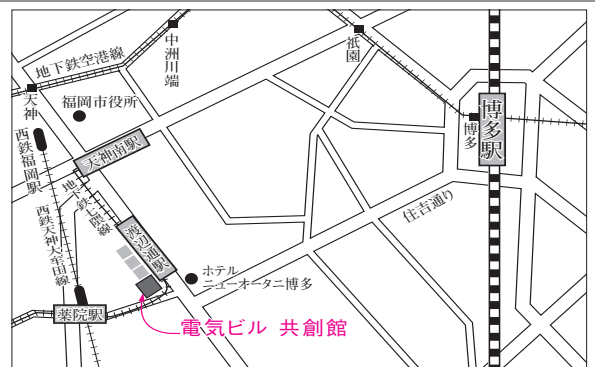 中洲川端
祇園
地下鉄空港線
天神
福岡市役所
博多
博多駅
西鉄福岡駅
天神南駅
地下鉄七隈線
住吉通り
西鉄天神大牟田線
渡辺通駅
ホテル
ニューオータニ博多
薬院駅
電気ビル 共創館